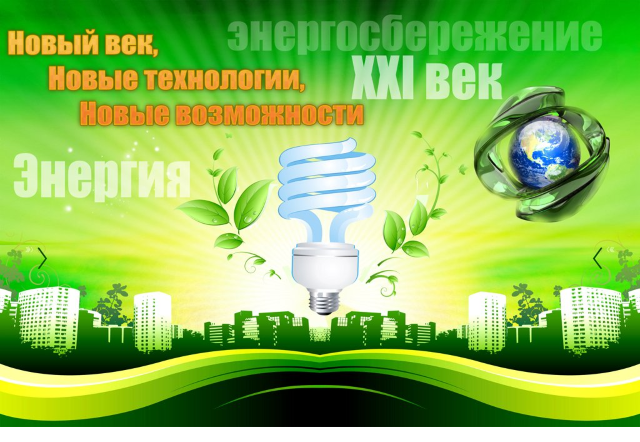 энергосбережение
Новый век,
Новые технологии,
XXI век
Новые возможности
Энергия